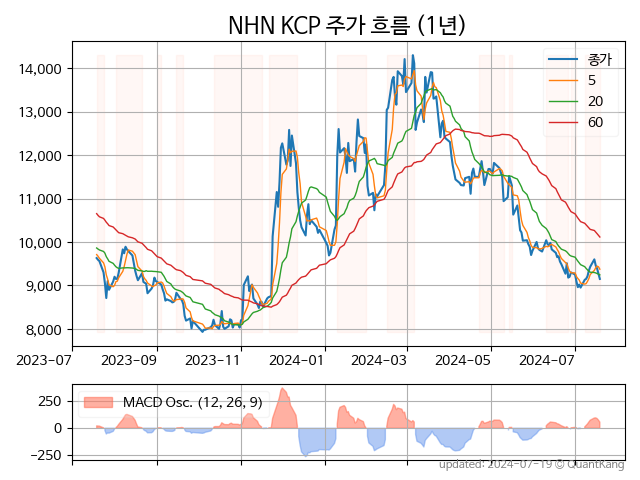 NHN KCP 주가 흐름 (1년)
14,000
13,000
12,000
11,000
10,000
9,000
8,000
종가
5
20
60
2023-07 2023-09 2023-11 2024-01 2024-03 2024-05 2024-07
250
0
−250
MACD Osc. (12, 26, 9)
updated: 2024-07-19 © QuantKang